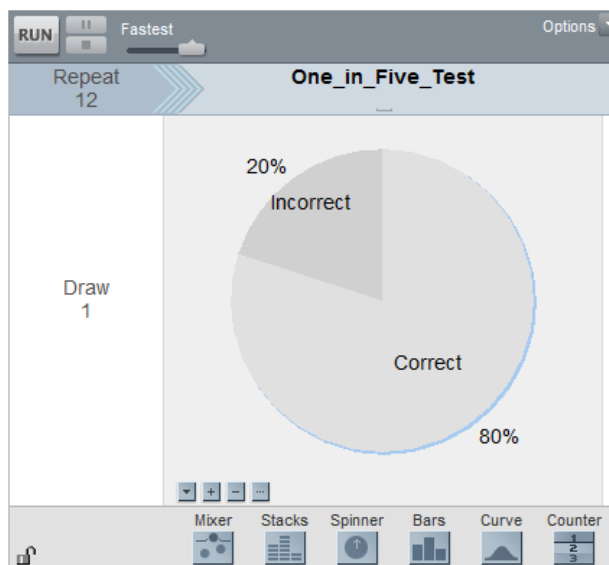 RUN
Fastest
Options
Repeat
12
One_in_Five_Test
20%
Incorrect
Draw
1
Correct
80%
Mixer Stacks Spinner Bars Curve Counter
1
2
3